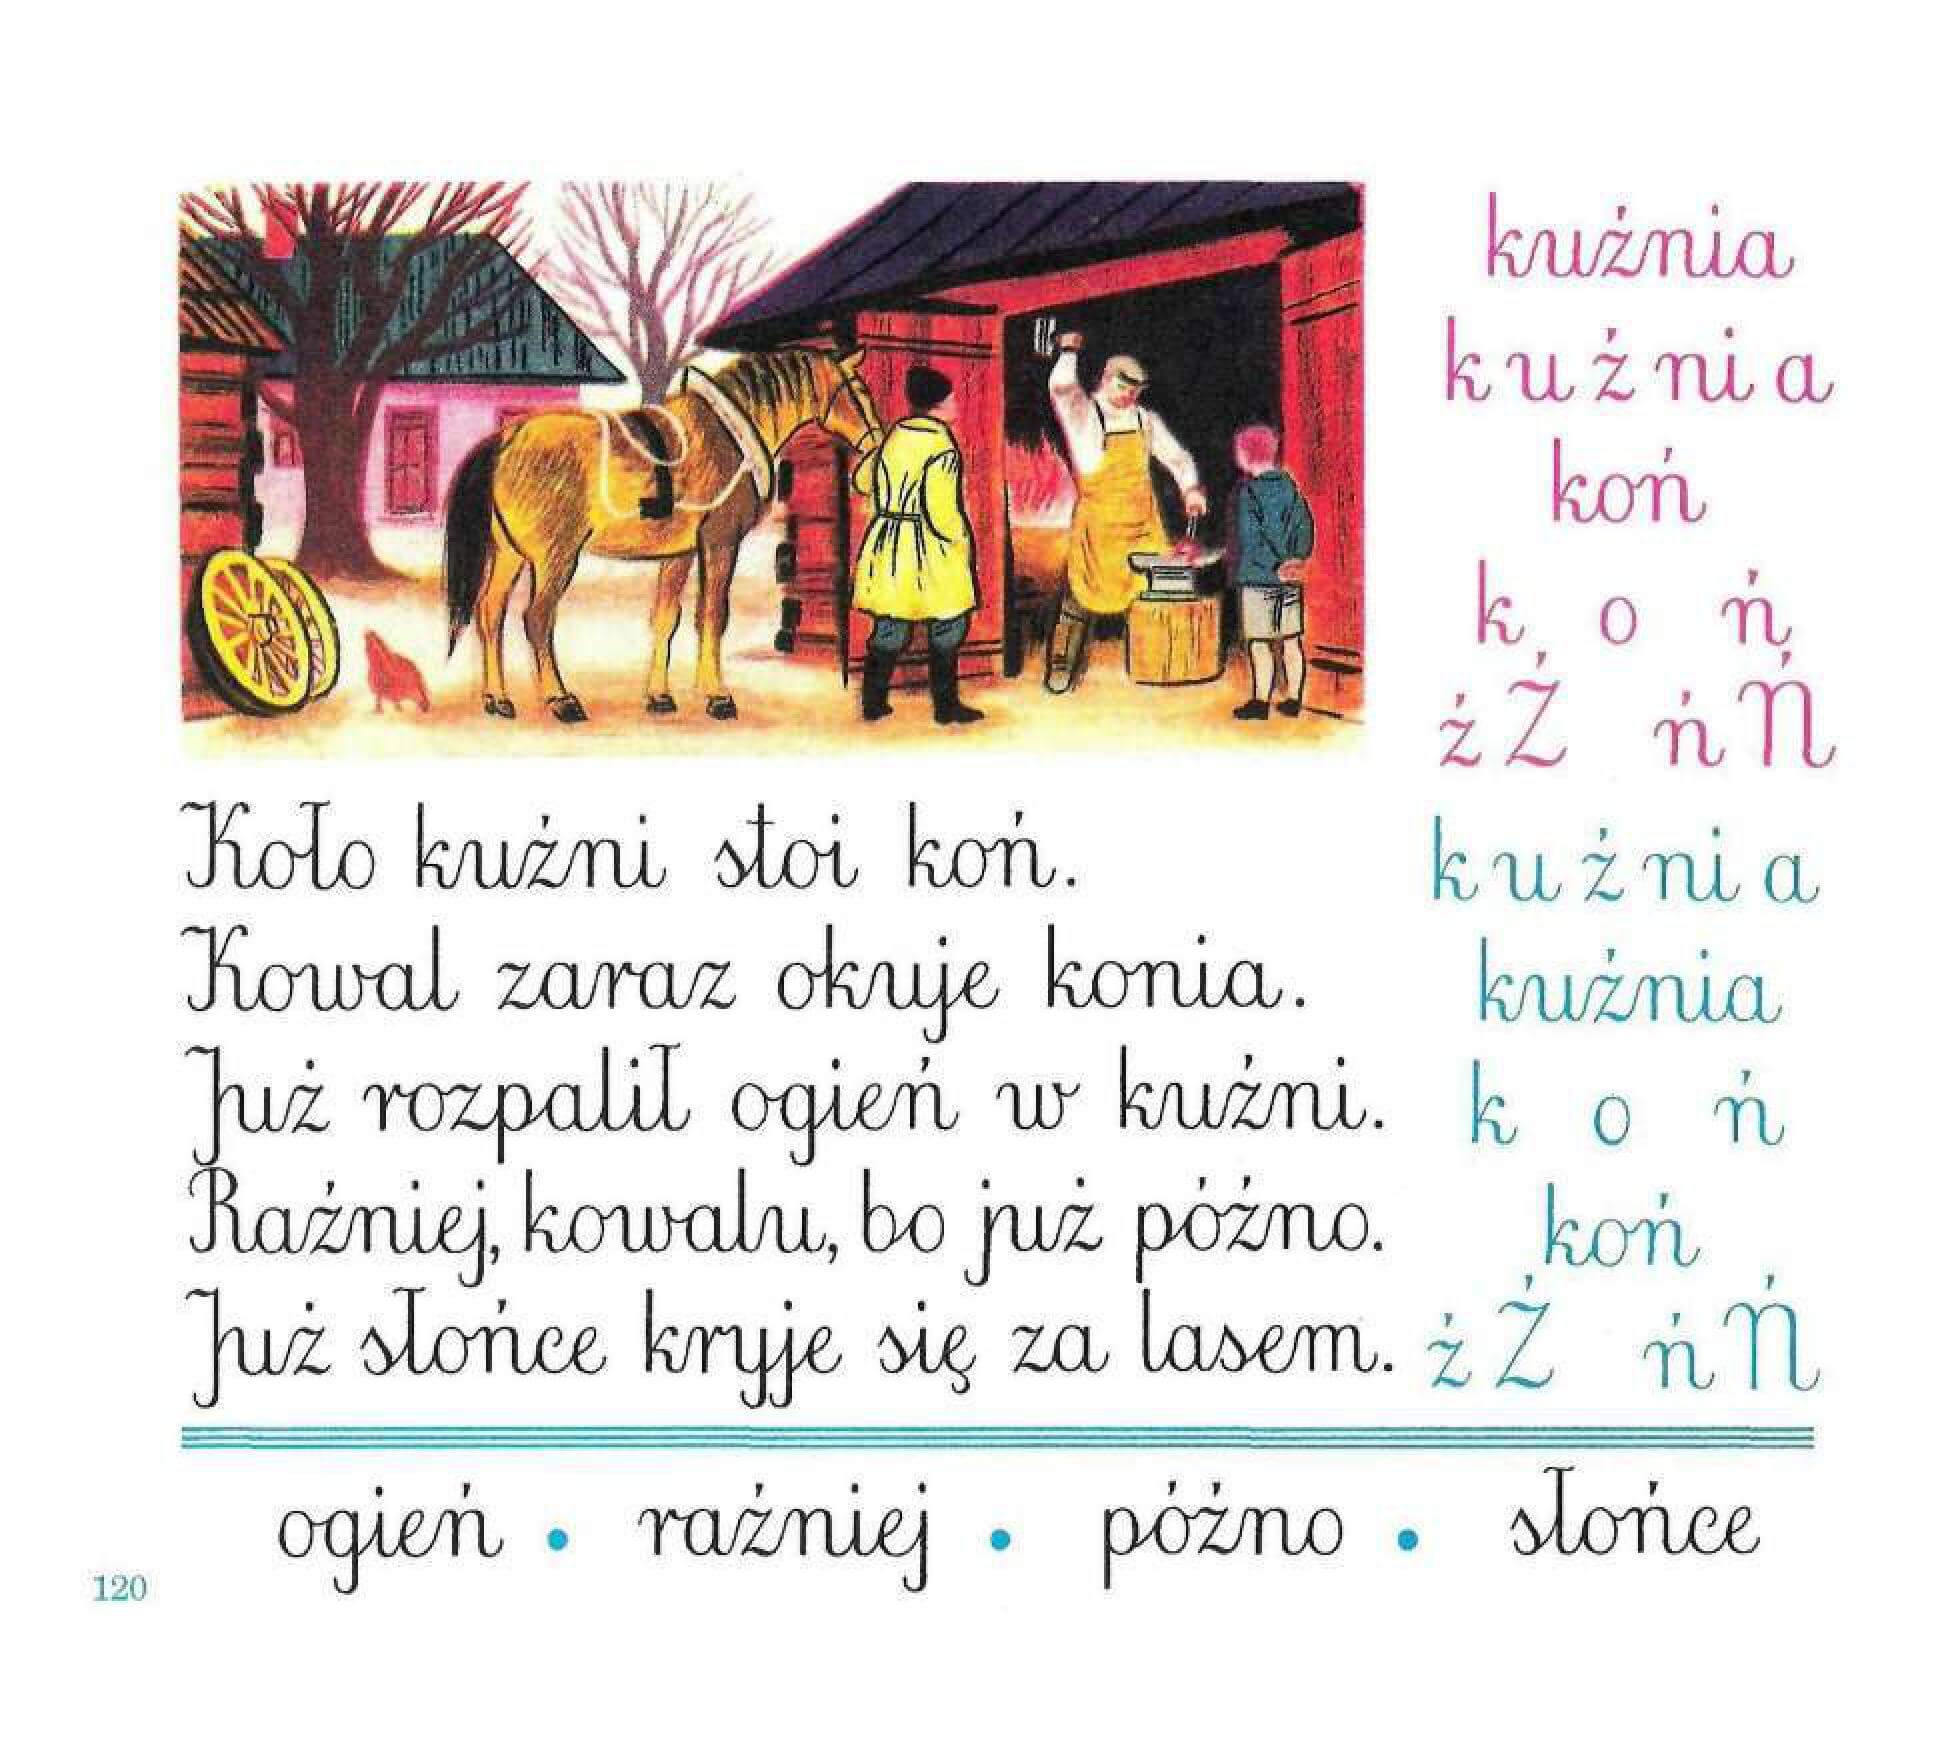 kuźnia
k u ź ni a
koń
k o ń
ź Ź ń Ń
Koło kuźni stoi koń.
Kowal zaraz okuje konia.
Już rozpalił ogień w kuźni.
Raźniej, kowalu, bo już późno.
Już słońce kryje się za lasem.
k u ź ni a
kuźnia
k o ń
koń
ź Ź ń Ń
ogień • raźniej • późno • słońce
120